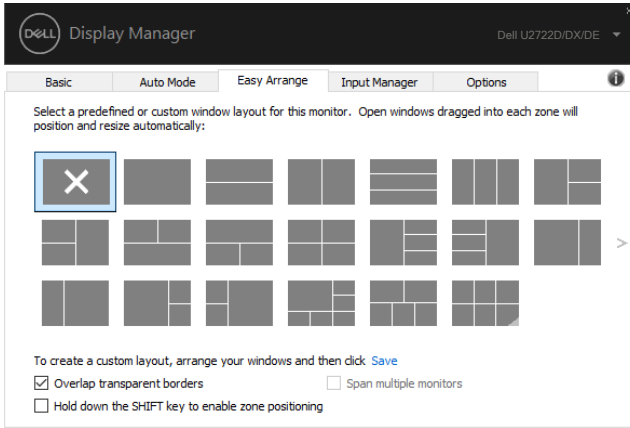 DELL Display Manager
Dell U2722D/DX/DE
Basic Auto Mode Easy Arrange Input Manager Options
Select a predefined or custom window layout for this monitor. Open windows dragged into each zone will
position and resize automatically:
To create a custom layout, arrange your windows and then click Save
Overlap transparent borders
Span multiple monitors
Hold down the SHIFT key to enable zone positioning